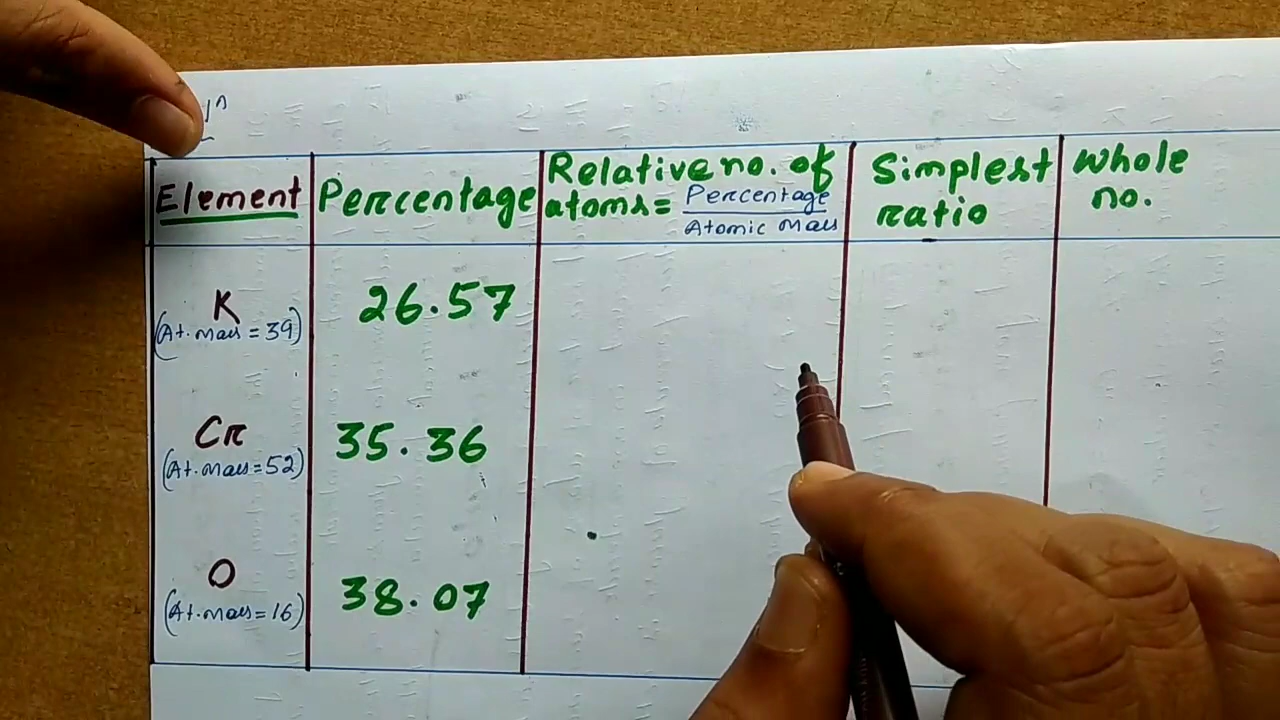 Element
Percentage
Relative no. of
atoms = Percentage
Atomic Mass
Simplest
ratio
Whole
no.
K
(At. mass = 39)
26.57
Cr
(At. mass = 52)
35.36
O
(At. mass = 16)
38.07